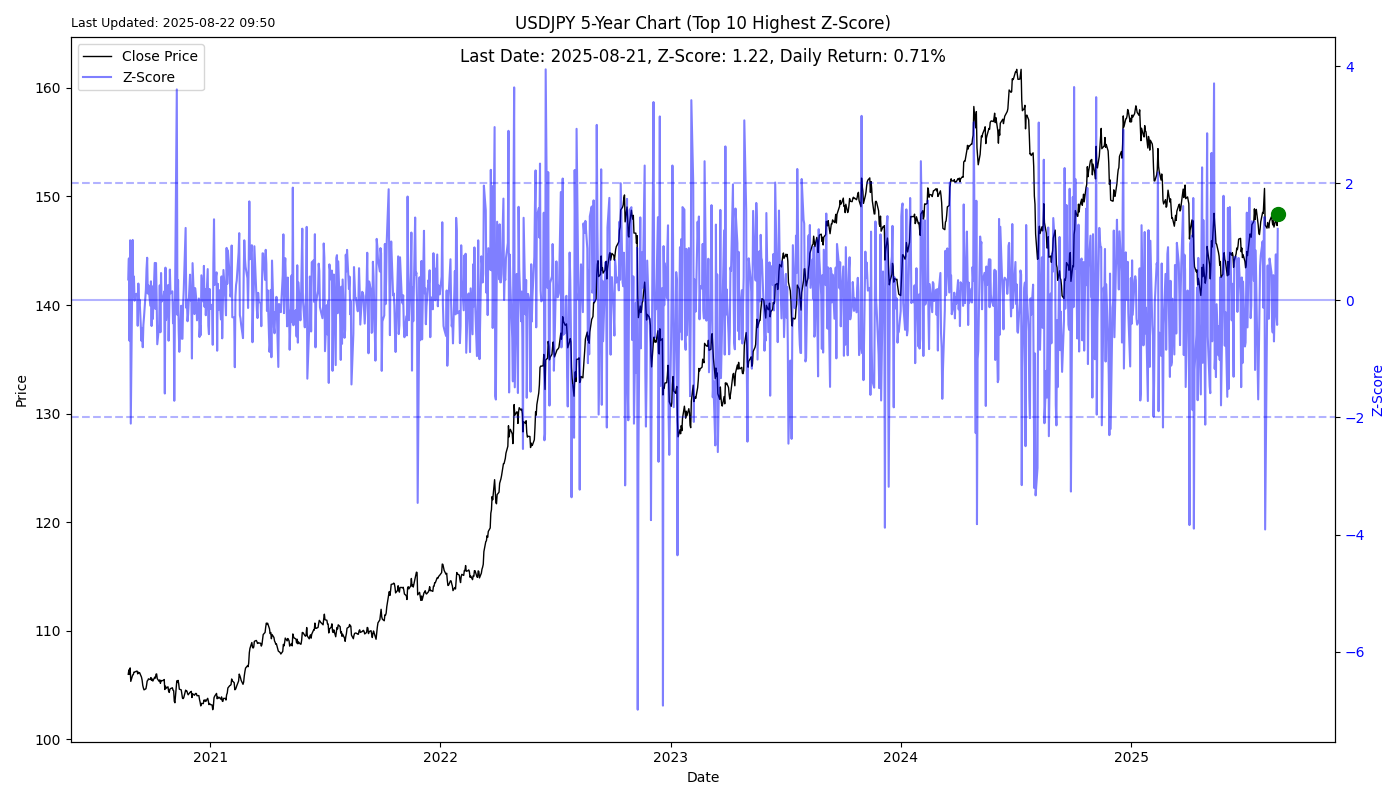 Last Updated: 2025-08-22 09:50
USDJPY 5-Year Chart (Top 10 Highest Z-Score)
Last Date: 2025-08-21, Z-Score: 1.22, Daily Return: 0.71%
Close Price
Z-Score
160
150
140
130
120
110
100
Price
4
2
0
−2
−4
−6
Z-Score
2021
2022
2023
2024
2025
Date